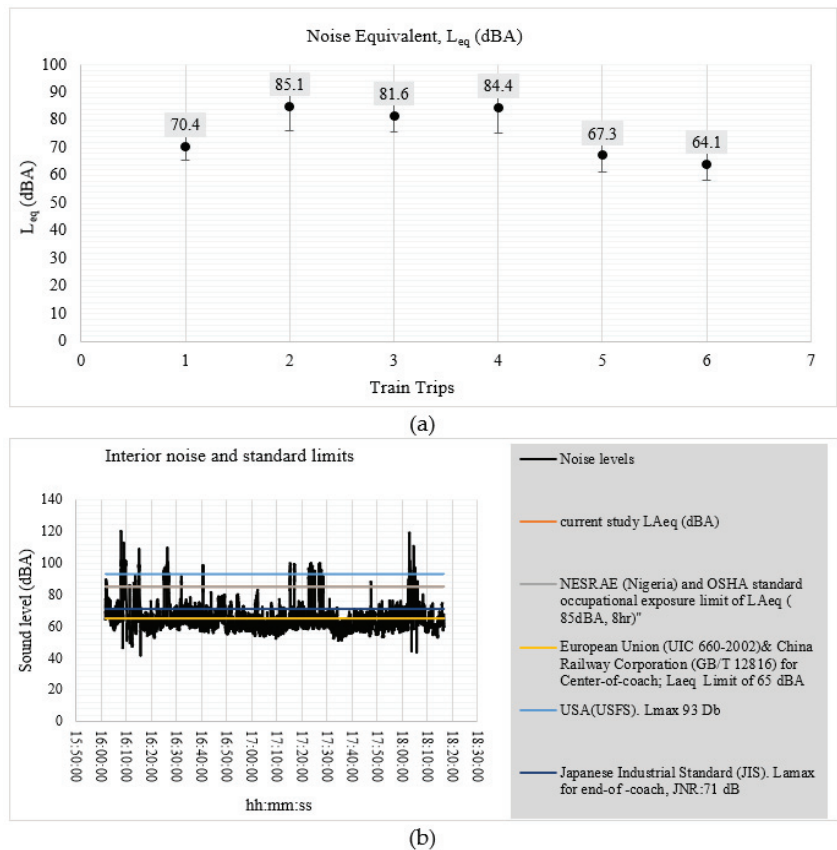 Noise Equivalent, Leq (dBA)
100
90
80
70
60
50
40
30
20
10
0
Leq (dBA)
70.4
85.1
81.6
84.4
67.3
64.1
0 1 2 3 4 5 6 7
Train Trips
(a)
Interior noise and standard limits
140
120
100
80
60
40
20
0
Sound level (dBA)
15:50:00
16:00:00
16:10:00
16:20:00
16:30:00
16:40:00
16:50:00
17:00:00
17:10:00
17:20:00
17:30:00
17:40:00
17:50:00
18:00:00
18:10:00
18:20:00
18:30:00
hh:mm:ss
Noise levels
current study LAeq (dBA)
NESRAE (Nigeria) and OSHA standard
occupational exposure limit of LAeq (
85dBA, 8hr)"
European Union (UIC 660-2002)& China
Railway Corporation (GB/T 12816) for
Center-of-coach; Laeq Limit of 65 dBA
USA(USFS). Lmax 93 Db
Japanese Industrial Standard (JIS). Lamax
for end-of -coach, JNR:71 dB
(b)